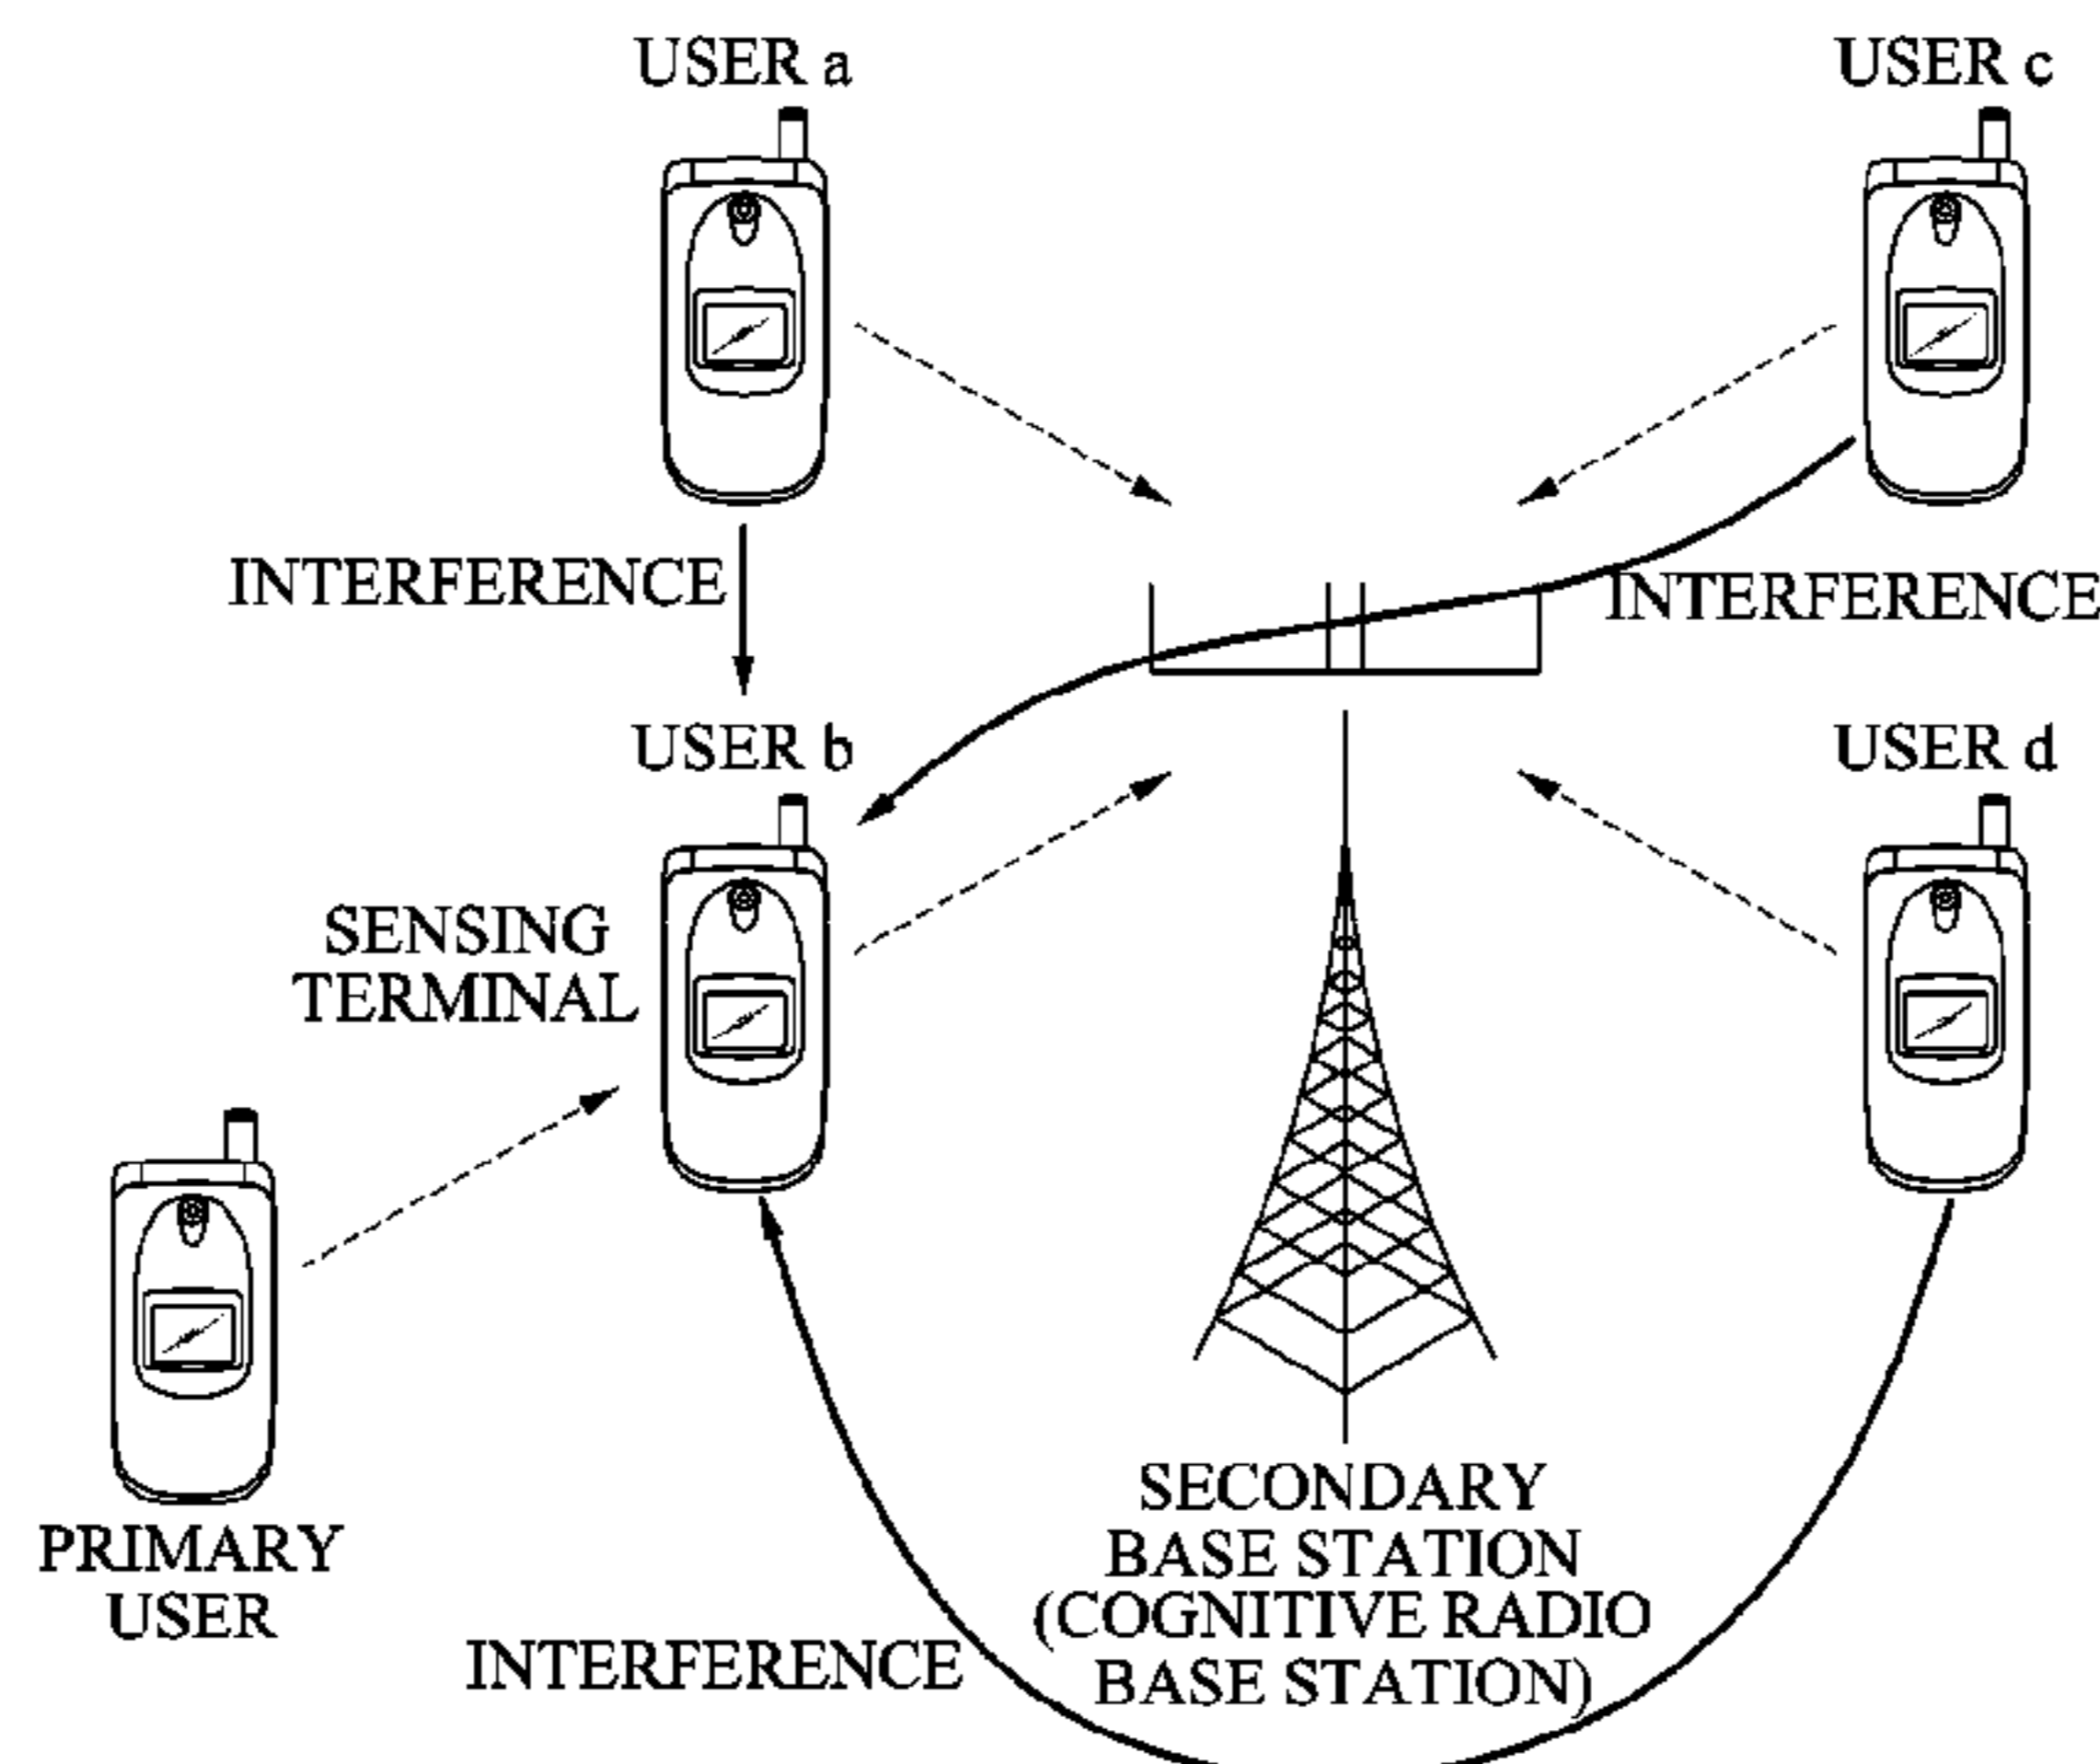 USER a
USER c
INTERFERENCE
INTERFERENCE
USER b
USER d
SENSING
TERMINAL
PRIMARY
USER
SECONDARY
BASE STATION
(COGNITIVE RADIO
BASE STATION)
INTERFERENCE